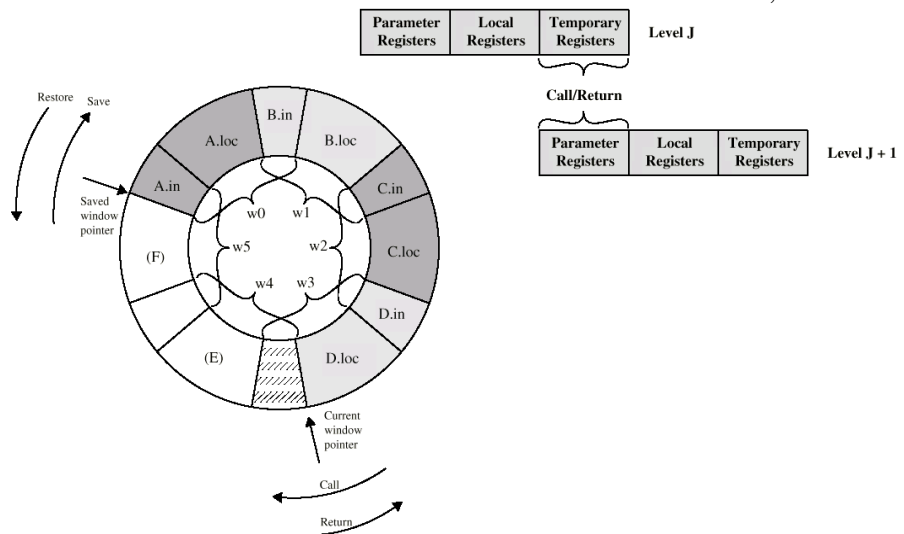 Parameter
Registers
Local
Registers
Temporary
Registers
Level J
Call/Return
Parameter
Registers
Local
Registers
Temporary
Registers
Level J + 1
Restore
Save
A.loc
B.in
B.loc
A.in
C.in
Saved
window
pointer
w0
w1
(F)
w5
w2
C.loc
w4
w3
D.in
(E)
D.loc
Current
window
pointer
Call
Return